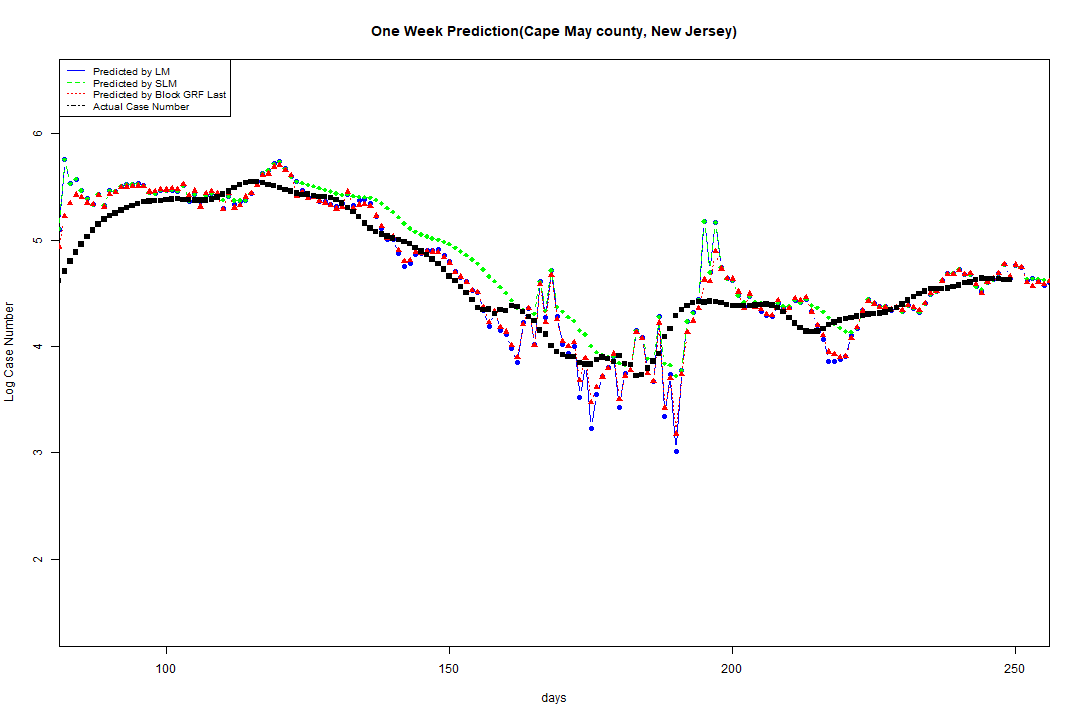 One Week Prediction(Cape May county, New Jersey)
Predicted by LM
Predicted by SLM
Predicted by Block GRF Last
Actual Case Number
6
5
4
3
2
Log Case Number
100 150 200 250
days